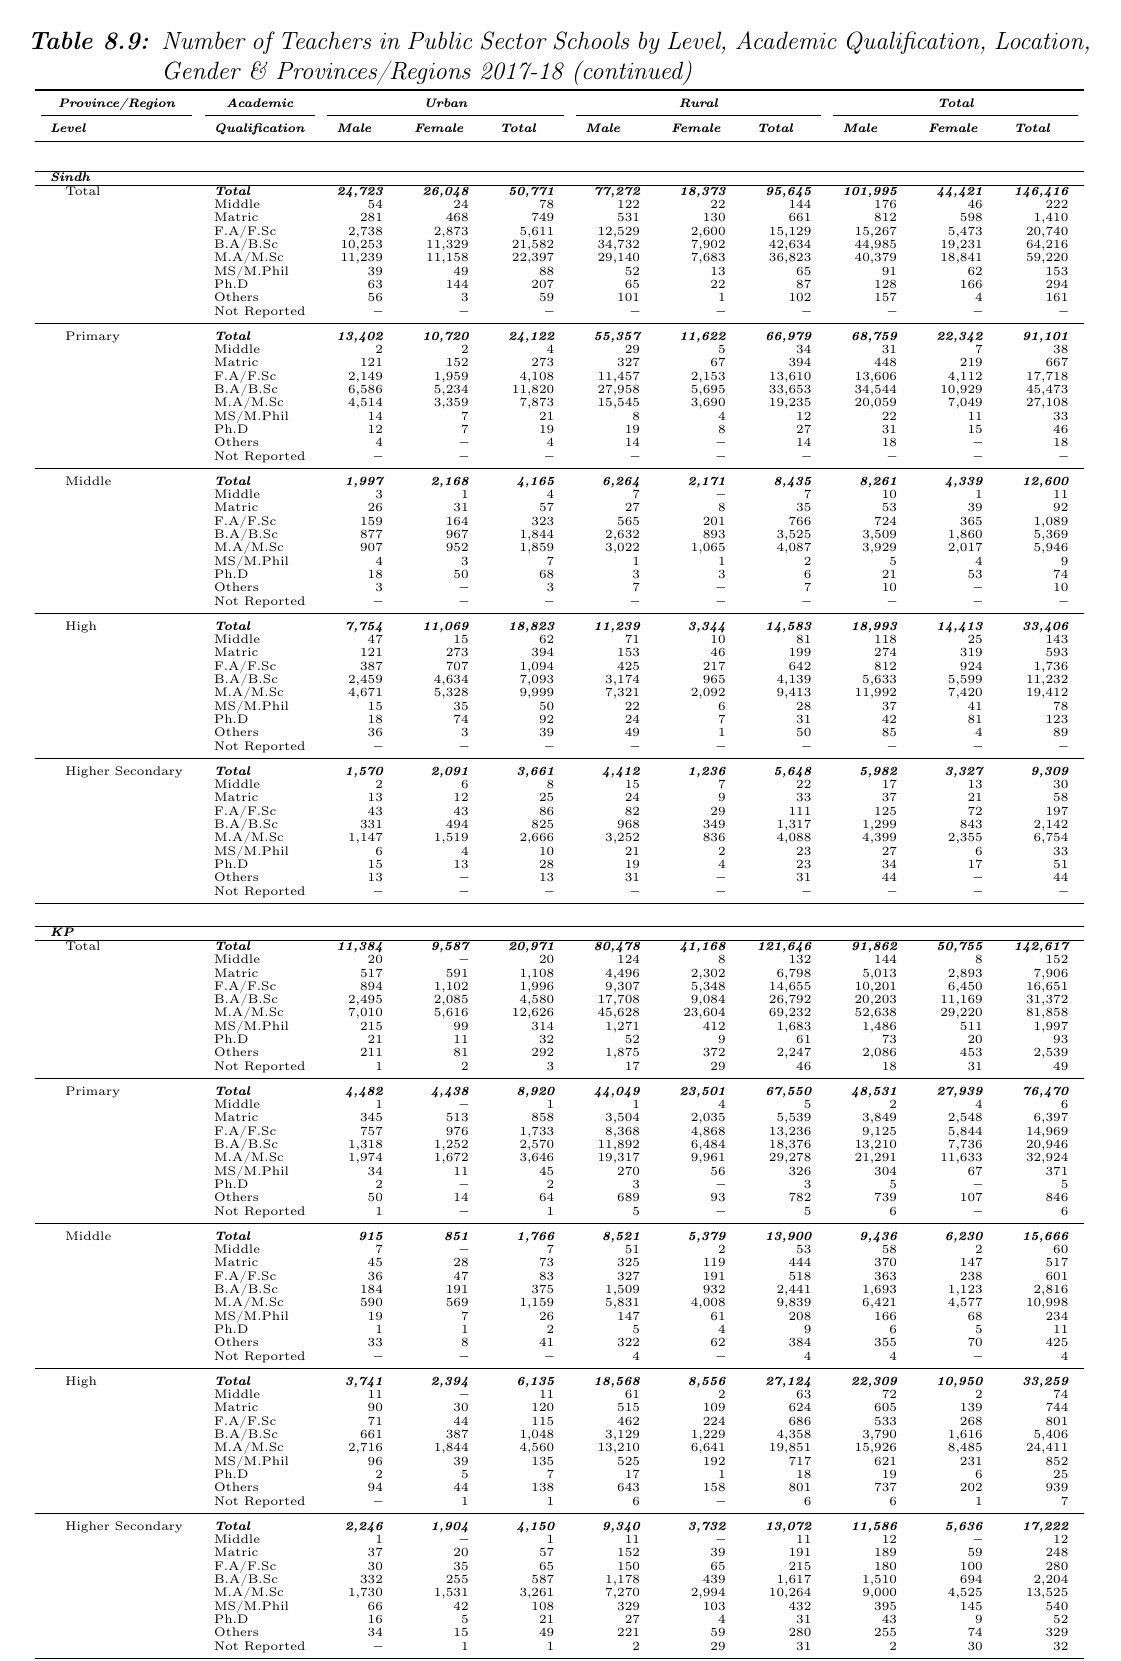 Table 8.9: Number of Teachers in Public Sector Schools by Level, Academic Qualification, Location,
Gender & Provinces/Regions 2017-18 (continued)
Province/Region Academic Urban Rural Total
Level Qualification Male Female Total Male Female Total Male Female Total
Sindh
Total Total 24,723 26,048 50,771 77,272 18,373 95,645 101,995 44,421 146,416
Middle 54 24 78 122 22 144 176 46 222
Matric 281 468 749 531 130 661 812 598 1,410
F.A/F.Sc 2,738 2,873 5,611 12,529 2,600 15,129 15,267 5,473 20,740
B.A/B.Sc 10,253 11,329 21,582 34,732 7,902 42,634 44,985 19,231 64,216
M.A/M.Sc 11,239 11,158 22,397 29,140 7,683 36,823 40,379 18,841 59,220
MS/M.Phil 39 49 88 52 13 65 91 62 153
Ph.D 63 144 207 65 22 87 128 166 294
Others 56 3 59 101 1 102 157 4 161
Not Reported – – – – – – – – –
Primary Total 13,402 10,720 24,122 55,357 11,622 66,979 68,759 22,342 91,101
Middle 2 2 4 29 5 34 31 7 38
Matric 121 152 273 327 67 394 448 219 667
F.A/F.Sc 2,149 1,959 4,108 11,457 2,153 13,610 13,606 4,112 17,718
B.A/B.Sc 6,586 5,234 11,820 27,958 5,695 33,653 34,544 10,929 45,473
M.A/M.Sc 4,514 3,359 7,873 15,545 3,690 19,235 20,059 7,049 27,108
MS/M.Phil 14 7 21 8 4 12 22 11 33
Ph.D 12 7 19 19 8 27 31 15 46
Others 4 – 4 14 – 14 18 – 18
Not Reported – – – – – – – – –
Middle Total 1,997 2,168 4,165 6,264 2,171 8,435 8,261 4,339 12,600
Middle 3 1 4 7 – 7 10 1 11
Matric 26 31 57 27 8 35 53 39 92
F.A/F.Sc 159 164 323 565 201 766 724 365 1,089
B.A/B.Sc 877 967 1,844 2,632 893 3,525 3,509 1,860 5,369
M.A/M.Sc 907 952 1,859 3,022 1,065 4,087 3,929 2,017 5,946
MS/M.Phil 4 3 7 1 1 2 5 4 9
Ph.D 18 50 68 3 3 6 21 53 74
Others 3 – 3 7 – 7 10 – 10
Not Reported – – – – – – – – –
High Total 7,754 11,069 18,823 11,239 3,344 14,583 18,993 14,413 33,406
Middle 47 15 62 71 10 81 118 25 143
Matric 121 273 394 153 46 199 274 319 593
F.A/F.Sc 387 707 1,094 425 217 642 812 924 1,736
B.A/B.Sc 2,459 4,634 7,093 3,174 965 4,139 5,633 5,599 11,232
M.A/M.Sc 4,671 5,328 9,999 7,321 2,092 9,413 11,992 7,420 19,412
MS/M.Phil 15 35 50 22 6 28 37 41 78
Ph.D 18 74 92 24 7 31 42 81 123
Others 36 3 39 49 1 50 85 4 89
Not Reported – – – – – – – – –
Higher Secondary Total 1,570 2,091 3,661 4,412 1,236 5,648 5,982 3,327 9,309
Middle 2 6 8 15 7 22 17 13 30
Matric 13 12 25 24 9 33 37 21 58
F.A/F.Sc 43 43 86 82 29 111 125 72 197
B.A/B.Sc 331 494 825 968 349 1,317 1,299 843 2,142
M.A/M.Sc 1,147 1,519 2,666 3,252 836 4,088 4,399 2,355 6,754
MS/M.Phil 6 4 10 21 2 23 27 6 33
Ph.D 15 13 28 19 4 23 34 17 51
Others 13 – 13 31 – 31 44 – 44
Not Reported – – – – – – – – –
KP
Total Total 11,384 9,587 20,971 80,478 41,168 121,646 91,862 50,755 142,617
Middle 20 – 20 124 8 132 144 8 152
Matric 517 591 1,108 4,496 2,302 6,798 5,013 2,893 7,906
F.A/F.Sc 894 1,102 1,996 9,307 5,348 14,655 10,201 6,450 16,651
B.A/B.Sc 2,495 2,085 4,580 17,708 9,084 26,792 20,203 11,169 31,372
M.A/M.Sc 7,010 5,616 12,626 45,628 23,604 69,232 52,638 29,220 81,858
MS/M.Phil 215 99 314 1,271 412 1,683 1,486 511 1,997
Ph.D 21 11 32 52 9 61 73 20 93
Others 211 81 292 1,875 372 2,247 2,086 453 2,539
Not Reported 1 2 3 17 29 46 18 31 49
Primary Total 4,482 4,438 8,920 44,049 23,501 67,550 48,531 27,939 76,470
Middle 1 – 1 1 4 5 2 4 6
Matric 345 513 858 3,504 2,035 5,539 3,849 2,548 6,397
F.A/F.Sc 757 976 1,733 8,368 4,868 13,236 9,125 5,844 14,969
B.A/B.Sc 1,318 1,252 2,570 11,892 6,484 18,376 13,210 7,736 20,946
M.A/M.Sc 1,974 1,672 3,646 19,317 9,961 29,278 21,291 11,633 32,924
MS/M.Phil 34 11 45 270 56 326 304 67 371
Ph.D 2 – 2 3 – 3 5 – 5
Others 50 14 64 689 93 782 739 107 846
Not Reported 1 – 1 5 – 5 6 – 6
Middle Total 915 851 1,766 8,521 5,379 13,900 9,436 6,230 15,666
Middle 7 – 7 51 2 53 58 2 60
Matric 45 28 73 325 119 444 370 147 517
F.A/F.Sc 36 47 83 327 191 518 363 238 601
B.A/B.Sc 184 191 375 1,509 932 2,441 1,693 1,123 2,816
M.A/M.Sc 590 569 1,159 5,831 4,008 9,839 6,421 4,577 10,998
MS/M.Phil 19 7 26 147 61 208 166 68 234
Ph.D 1 1 2 5 4 9 6 5 11
Others 33 8 41 322 62 384 355 70 425
Not Reported – – – 4 – 4 4 – 4
High Total 3,741 2,394 6,135 18,568 8,556 27,124 22,309 10,950 33,259
Middle 11 – 11 61 2 63 72 2 74
Matric 90 30 120 515 109 624 605 139 744
F.A/F.Sc 71 44 115 462 224 686 533 268 801
B.A/B.Sc 661 387 1,048 3,129 1,229 4,358 3,790 1,616 5,406
M.A/M.Sc 2,716 1,844 4,560 13,210 6,641 19,851 15,926 8,485 24,411
MS/M.Phil 96 39 135 525 192 717 621 231 852
Ph.D 2 5 7 17 1 18 19 6 25
Others 94 44 138 643 158 801 737 202 939
Not Reported – 1 1 6 – 6 6 1 7
Higher Secondary Total 2,246 1,904 4,150 9,340 3,732 13,072 11,586 5,636 17,222
Middle 1 – 1 11 – 11 12 – 12
Matric 37 20 57 152 39 191 189 59 248
F.A/F.Sc 30 35 65 150 65 215 180 100 280
B.A/B.Sc 332 255 587 1,178 439 1,617 1,510 694 2,204
M.A/M.Sc 1,730 1,531 3,261 7,270 2,994 10,264 9,000 4,525 13,525
MS/M.Phil 66 42 108 329 103 432 395 145 540
Ph.D 16 5 21 27 4 31 43 9 52
Others 34 15 49 221 59 280 255 74 329
Not Reported – 1 1 2 29 31 2 30 32